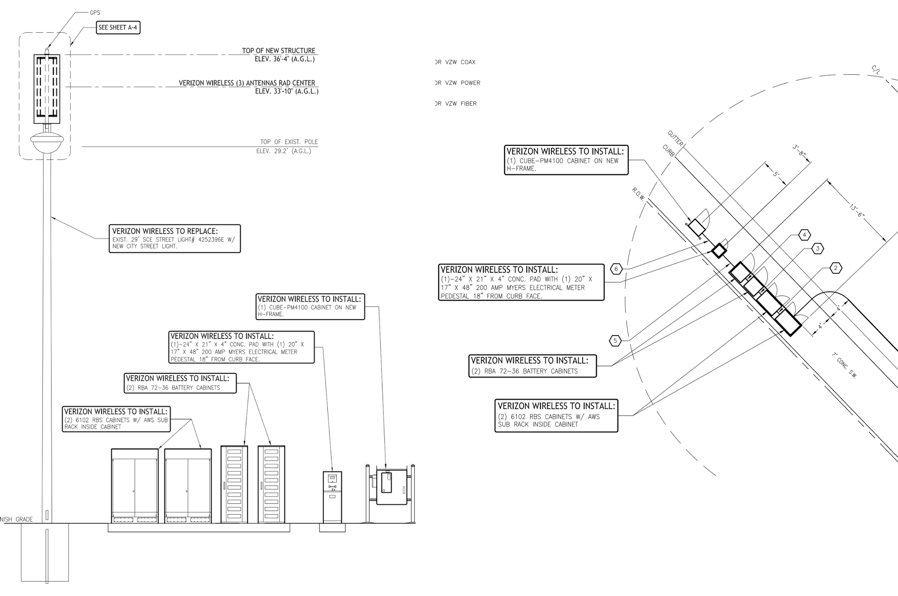 GPS
SEE SHEET A-4
TOP OF NEW STRUCTURE
ELEV. 36'-4" (A.G.L.)
VERIZON WIRELESS (3) ANTENNAS RAD CENTER
ELEV. 33'-10" (A.G.L.)
TOP OF EXIST. POLE
ELEV. 29.2' (A.G.L.)
VERIZON WIRELESS TO REPLACE:
EXIST. 29' SCE STREET LIGHT# 4252396E W/
NEW CITY STREET LIGHT.
VERIZON WIRELESS TO INSTALL:
(1) CUBE-PM4100 CABINET ON NEW
H-FRAME.
VERIZON WIRELESS TO INSTALL:
(1)-24" X 21" X 4" CONC. PAD WITH (1) 20" X
17" X 48" 200 AMP MYERS ELECTRICAL METER
PEDESTAL 18" FROM CURB FACE.
VERIZON WIRELESS TO INSTALL:
(2) RBA 72-36 BATTERY CABINETS
VERIZON WIRELESS TO INSTALL:
(2) 6102 RBS CABINETS W/ AWS SUB
RACK INSIDE CABINET
NISH GRADE
OR VZW COAX
OR VZW POWER
OR VZW FIBER
C/L
GUTTER
CURB
R.O.W.
VERIZON WIRELESS TO INSTALL:
(1) CUBE-PM4100 CABINET ON NEW
H-FRAME.
3'-8"
5'
13'-6"
4
3
2
6
5
VERIZON WIRELESS TO INSTALL:
(1)-24" X 21" X 4" CONC. PAD WITH (1) 20" X
17" X 48" 200 AMP MYERS ELECTRICAL METER
PEDESTAL 18" FROM CURB FACE.
4'
4'
7' CONC. S.W.
VERIZON WIRELESS TO INSTALL:
(2) RBA 72-36 BATTERY CABINETS
VERIZON WIRELESS TO INSTALL:
(2) 6102 RBS CABINETS W/ AWS
SUB RACK INSIDE CABINET